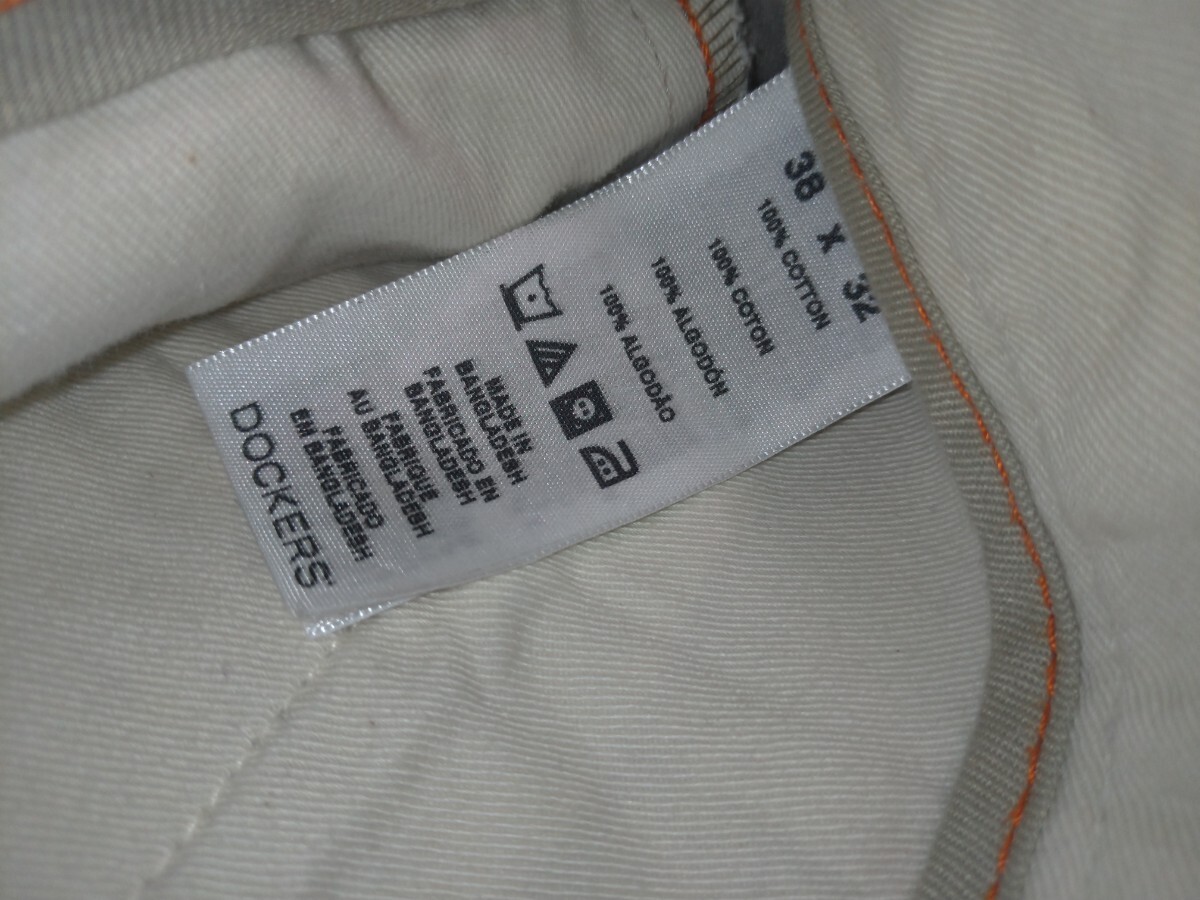 38 X 32
100% COTTON
100% COTON
100% ALGODÓN
100% ALGODÃO
MADE IN
BANGLADESH
FABRICADO EN
BANGLADESH
FABRIQUÉ
AU BANGLADESH
FABRICADO
EM BANGLADESH
DOCKERS